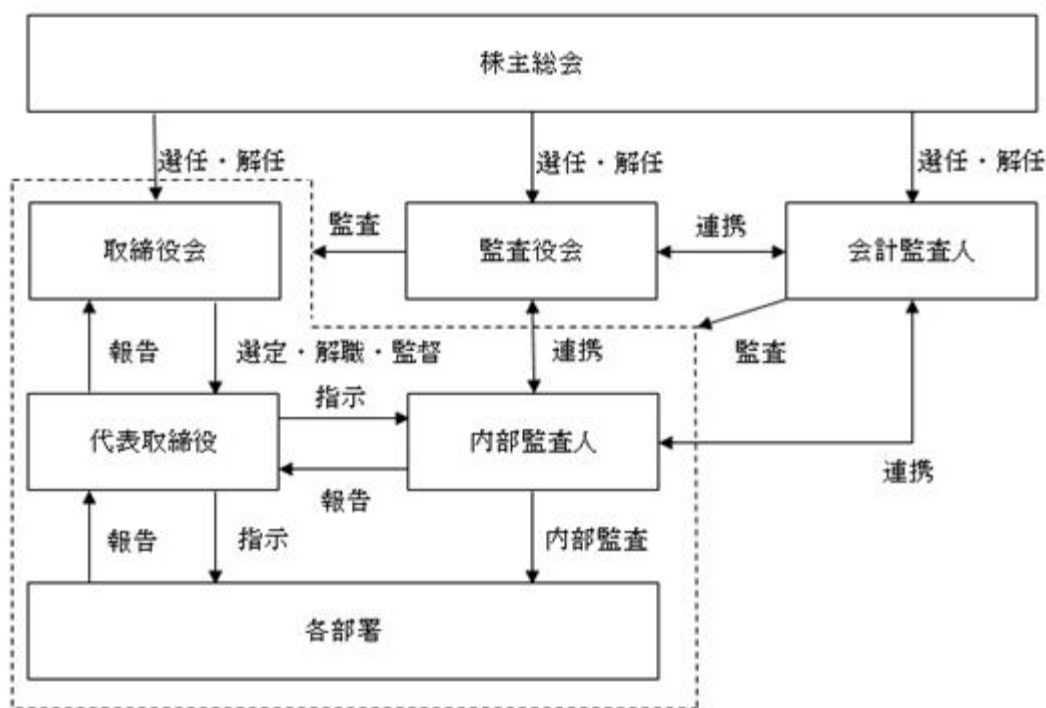 株主総会
選任・解任
選任・解任
選任・解任
取締役会
監査
監査役会
連携
会計監査人
報告
選定・解職・監督
連携
監査
指示
代表取締役
内部監査人
報告
連携
報告
指示
内部監査
各部署